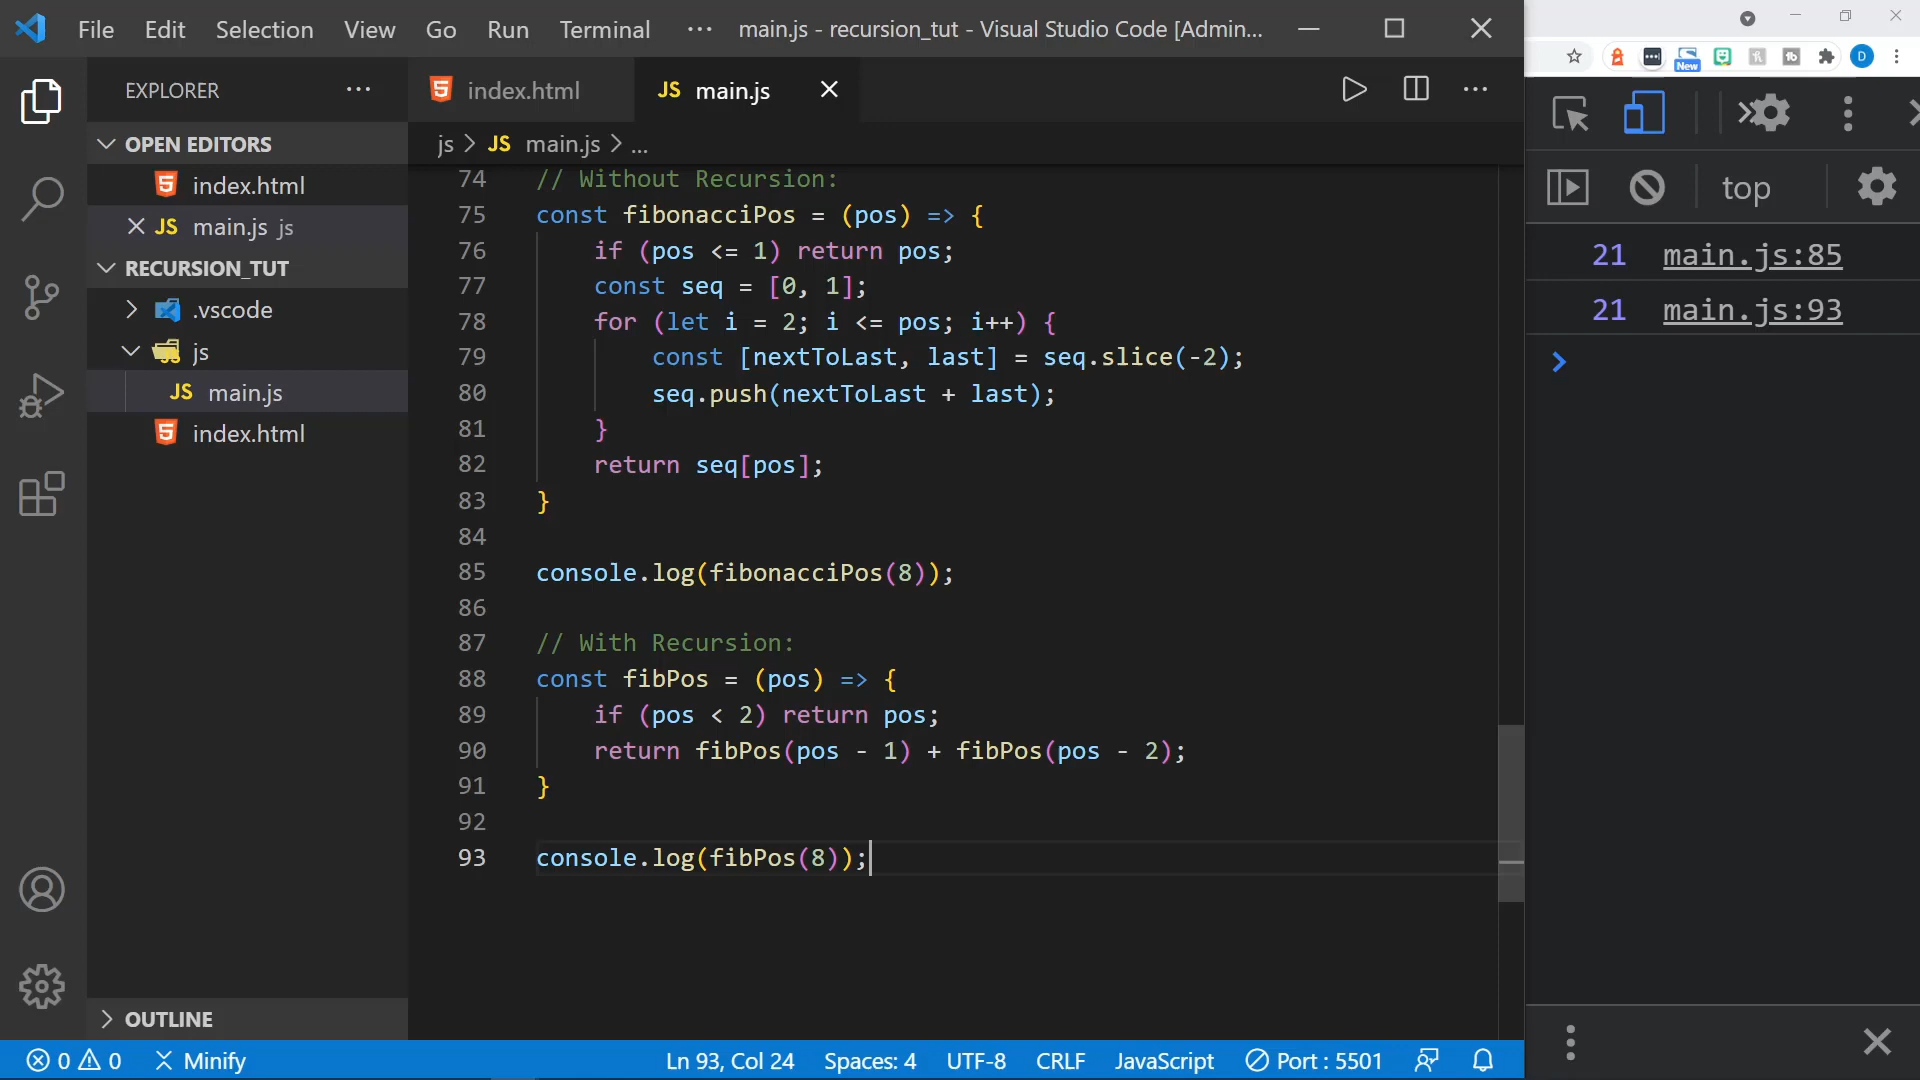 File Edit Selection View Go Run Terminal ··· main.js - recursion_tut - Visual Studio Code [Admin...
EXPLORER ···
OPEN EDITORS
index.html
JS main.js js
RECURSION_TUT
.vscode
js
JS main.js
index.html
OUTLINE
index.html
JS main.js
js > JS main.js > ...
74 // Without Recursion:
75 const fibonacciPos = (pos) => {
76 if (pos <= 1) return pos;
77 const seq = [0, 1];
78 for (let i = 2; i <= pos; i++) {
79 const [nextToLast, last] = seq.slice(-2);
80 seq.push(nextToLast + last);
81 }
82 return seq[pos];
83 }
84
85 console.log(fibonacciPos(8));
86
87 // With Recursion:
88 const fibPos = (pos) => {
89 if (pos < 2) return pos;
90 return fibPos(pos - 1) + fibPos(pos - 2);
91 }
92
93 console.log(fibPos(8));
0 0 Minify Ln 93, Col 24 Spaces: 4 UTF-8 CRLF JavaScript Port : 5501
New
D
top
21 main.js:85
21 main.js:93